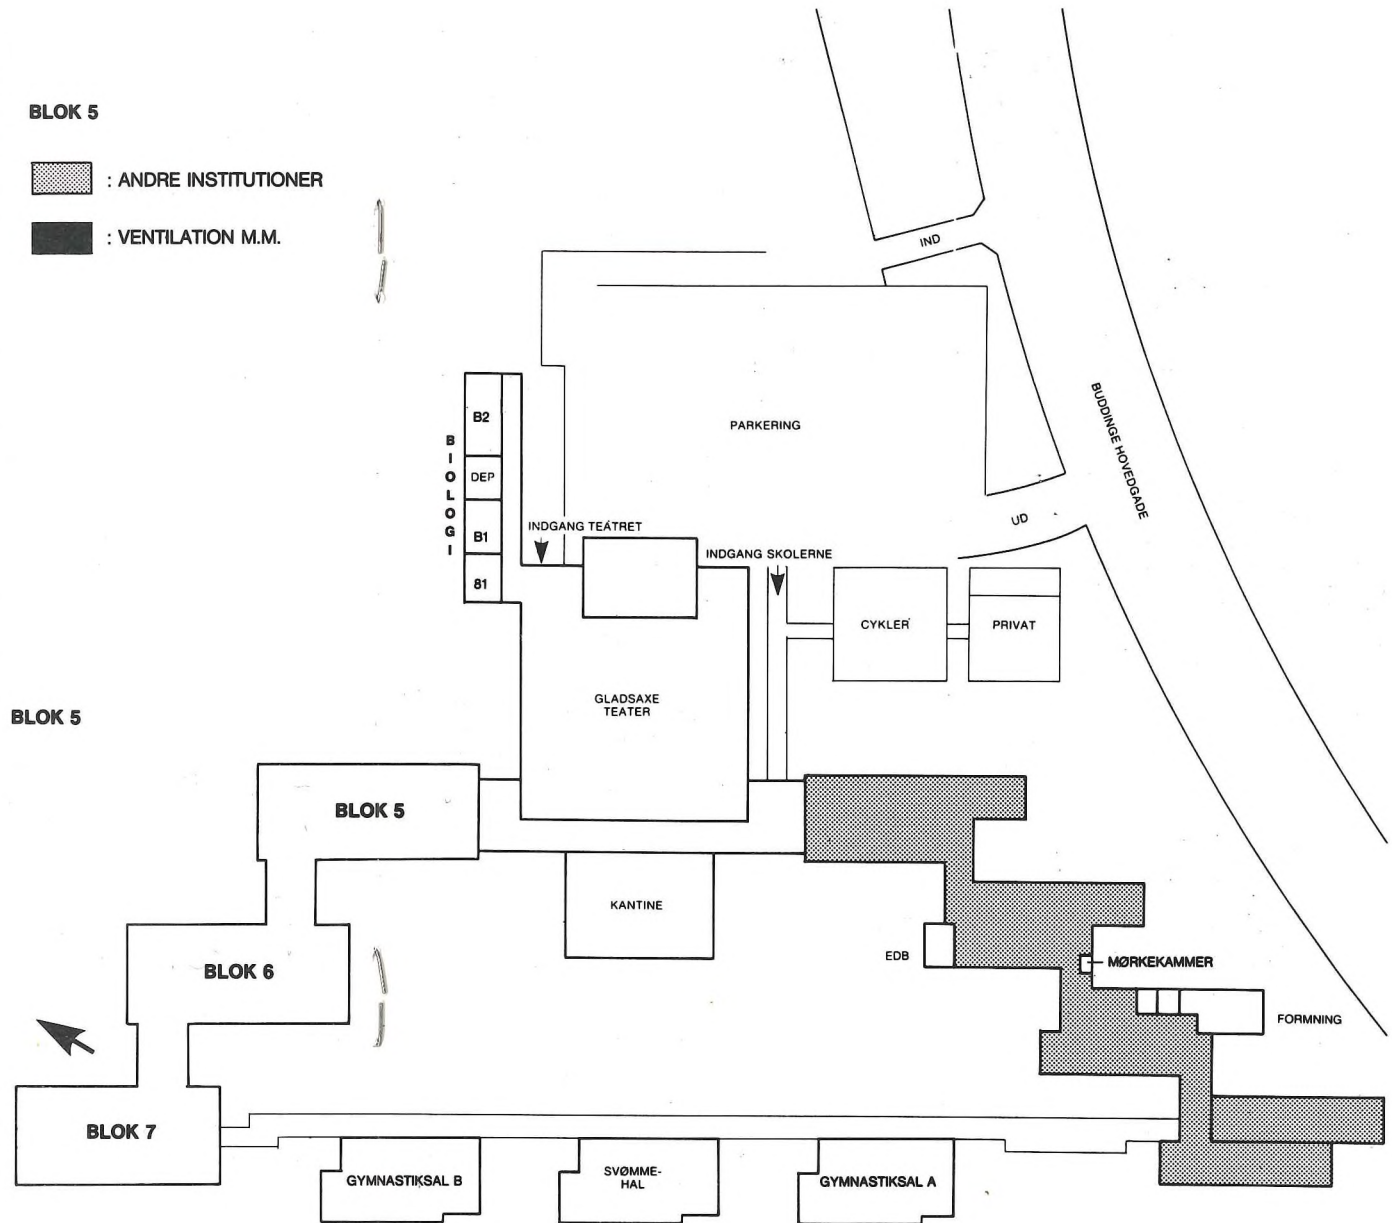 BLOK 5
: ANDRE INSTITUTIONER
: VENTILATION M.M.
IND
BUDDINGE HOVEDGADE
PARKERING
BIOLOGI
B2
DEP
B1
81
INDGANG TEATRET
INDGANG SKOLERNE
UD
CYKLER
PRIVAT
GLADSAXE
TEATER
BLOK 5
BLOK 5
KANTINE
EDB
MØRKEKAMMER
FORMNING
BLOK 6
BLOK 7
GYMNASTIKSAL B
SVØMME-
HAL
GYMNASTIKSAL A